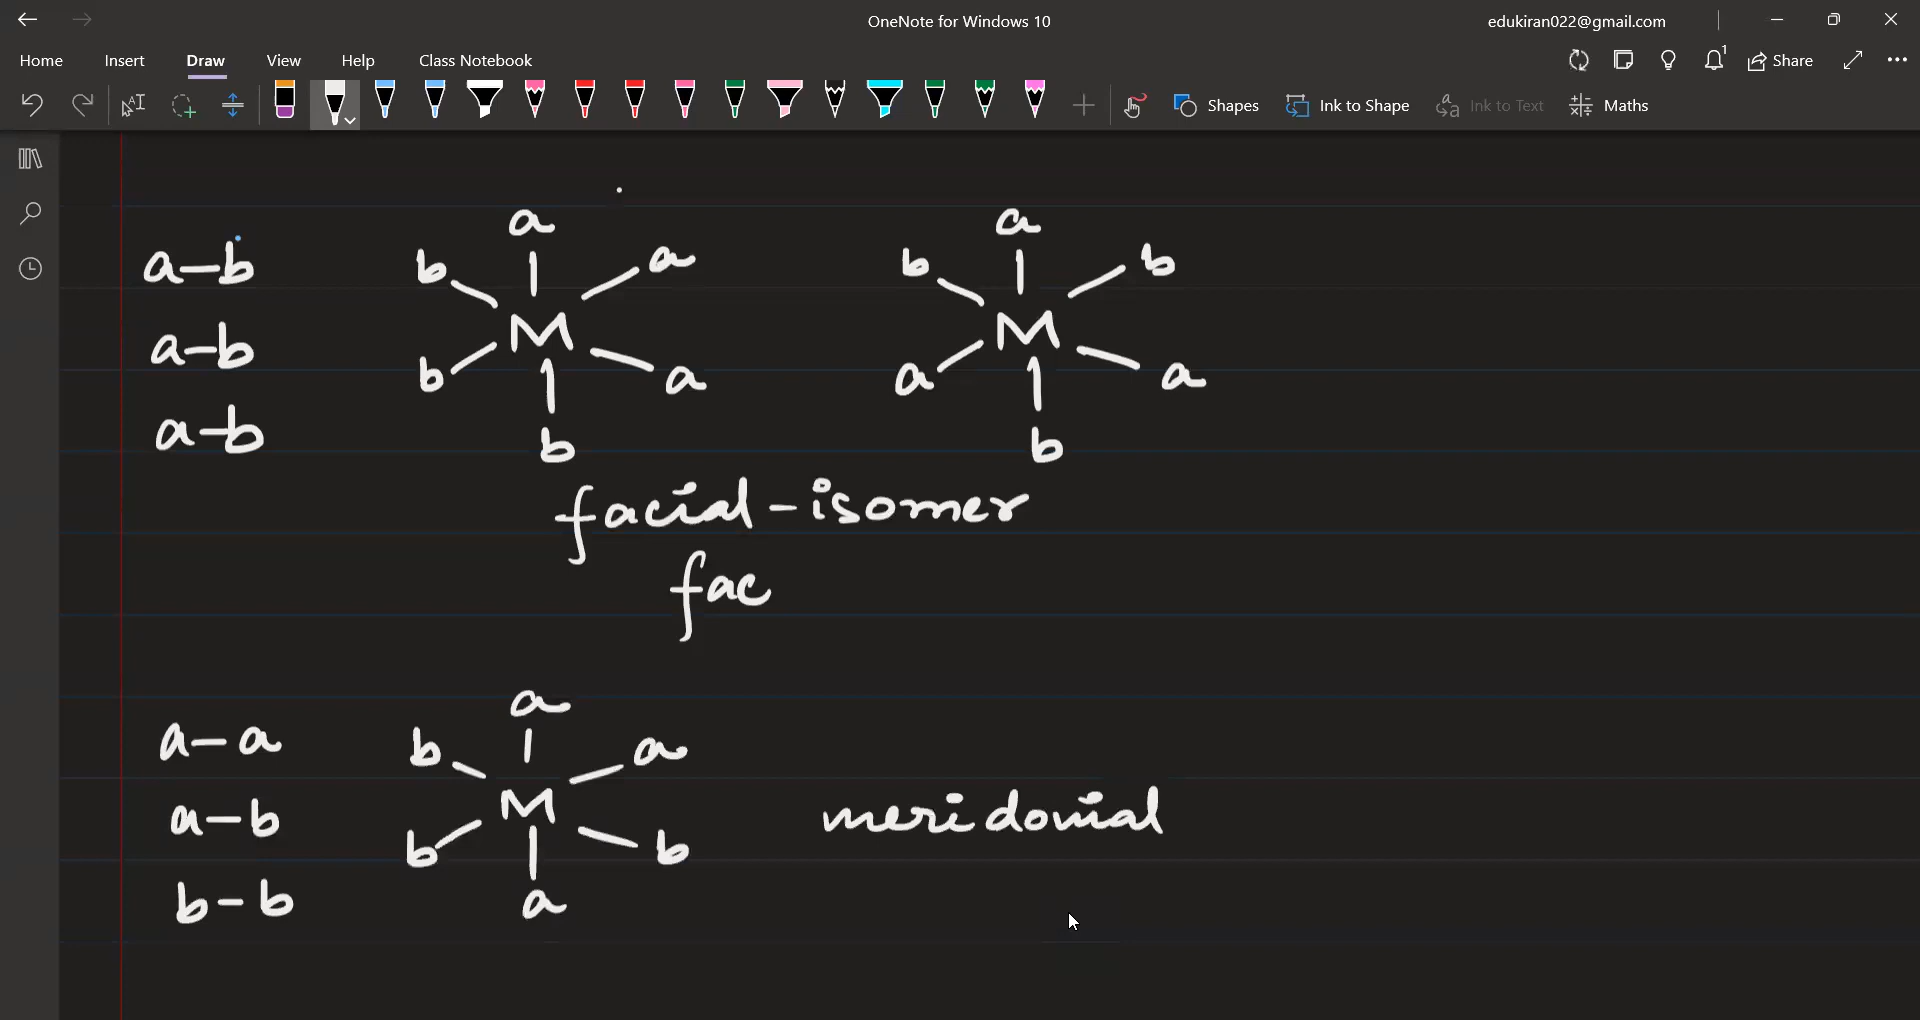 OneNote for Windows 10
edukiran022@gmail.com
Home Insert Draw View Help Class Notebook
1
Share
Shapes Ink to Shape Ink to Text Maths
a-b
a-b
a-b
a
b a
M
b a
b
a
b b
M
a a
b
facial-isomer
fac
a-a
a-b
b-b
a
b a
M
b b
a
meridonial